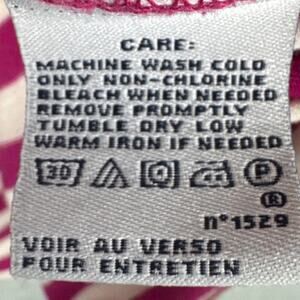 CARE:
MACHINE WASH COLD
ONLY NON-CHLORINE
BLEACH WHEN NEEDED
REMOVE PROMPTLY
TUMBLE DRY LOW
WARM IRON IF NEEDED
30 P
®
n°1529
VOIR AU VERSO
POUR ENTRETIEN